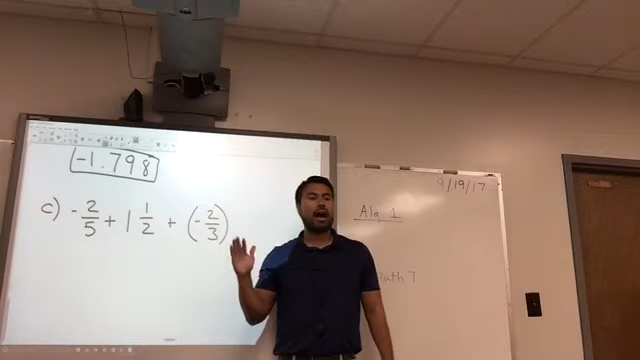 -1.798
c) -2/5 + 1 1/2 + (-2/3)
9/19/17
Alg 1
Math 7